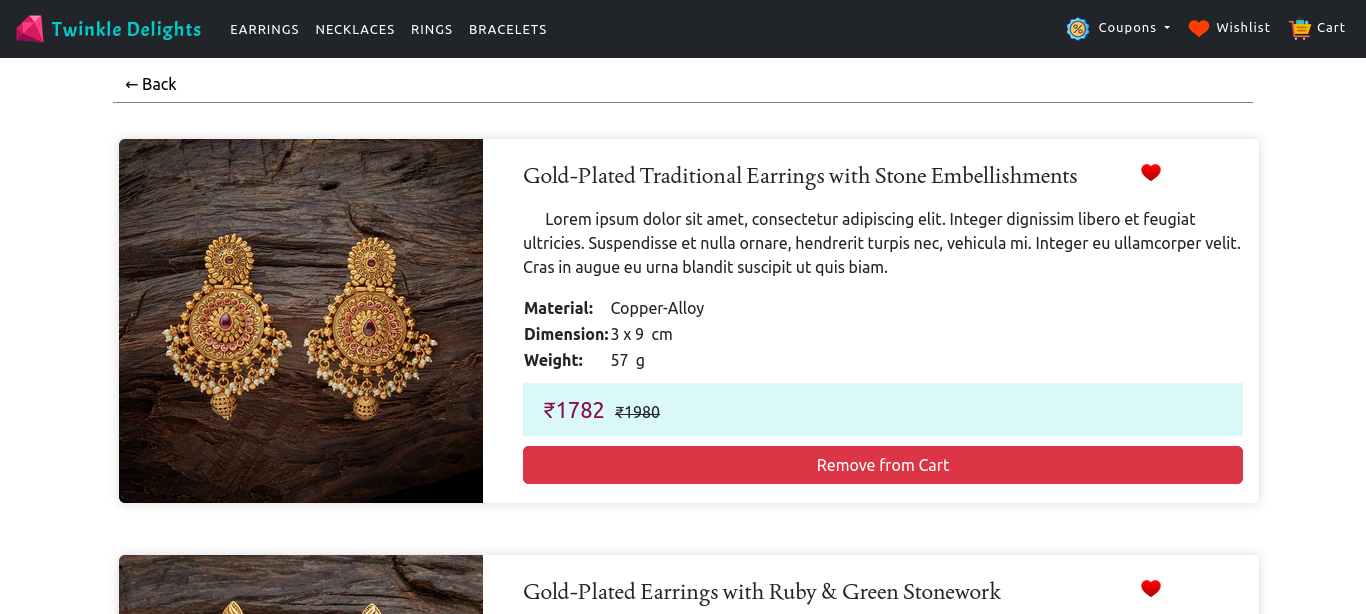 Twinkle Delights EARRINGS NECKLACES RINGS BRACELETS Coupons Wishlist Cart
← Back
Gold-Plated Traditional Earrings with Stone Embellishments
Lorem ipsum dolor sit amet, consectetur adipiscing elit. Integer dignissim libero et feugiat
ultricies. Suspendisse et nulla ornare, hendrerit turpis nec, vehicula mi. Integer eu ullamcorper velit.
Cras in augue eu urna blandit suscipit ut quis biam.
Material: Copper-Alloy
Dimension: 3 x 9 cm
Weight: 57 g
₹1782 ₹1980
Remove from Cart
Gold-Plated Earrings with Ruby & Green Stonework